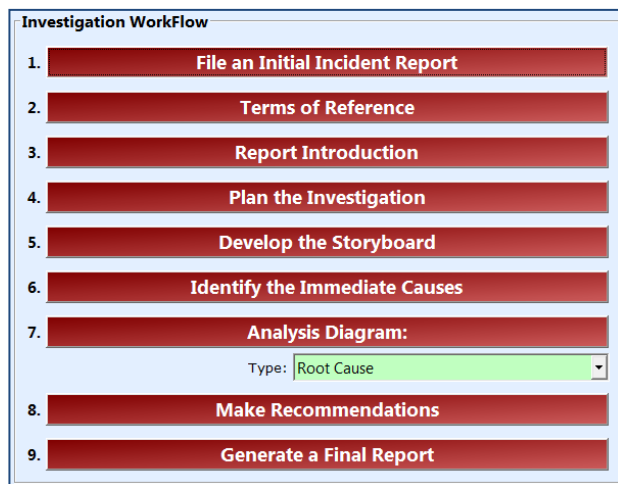 Investigation WorkFlow
1. File an Initial Incident Report
2. Terms of Reference
3. Report Introduction
4. Plan the Investigation
5. Develop the Storyboard
6. Identify the Immediate Causes
7. Analysis Diagram:
Type: Root Cause
8. Make Recommendations
9. Generate a Final Report